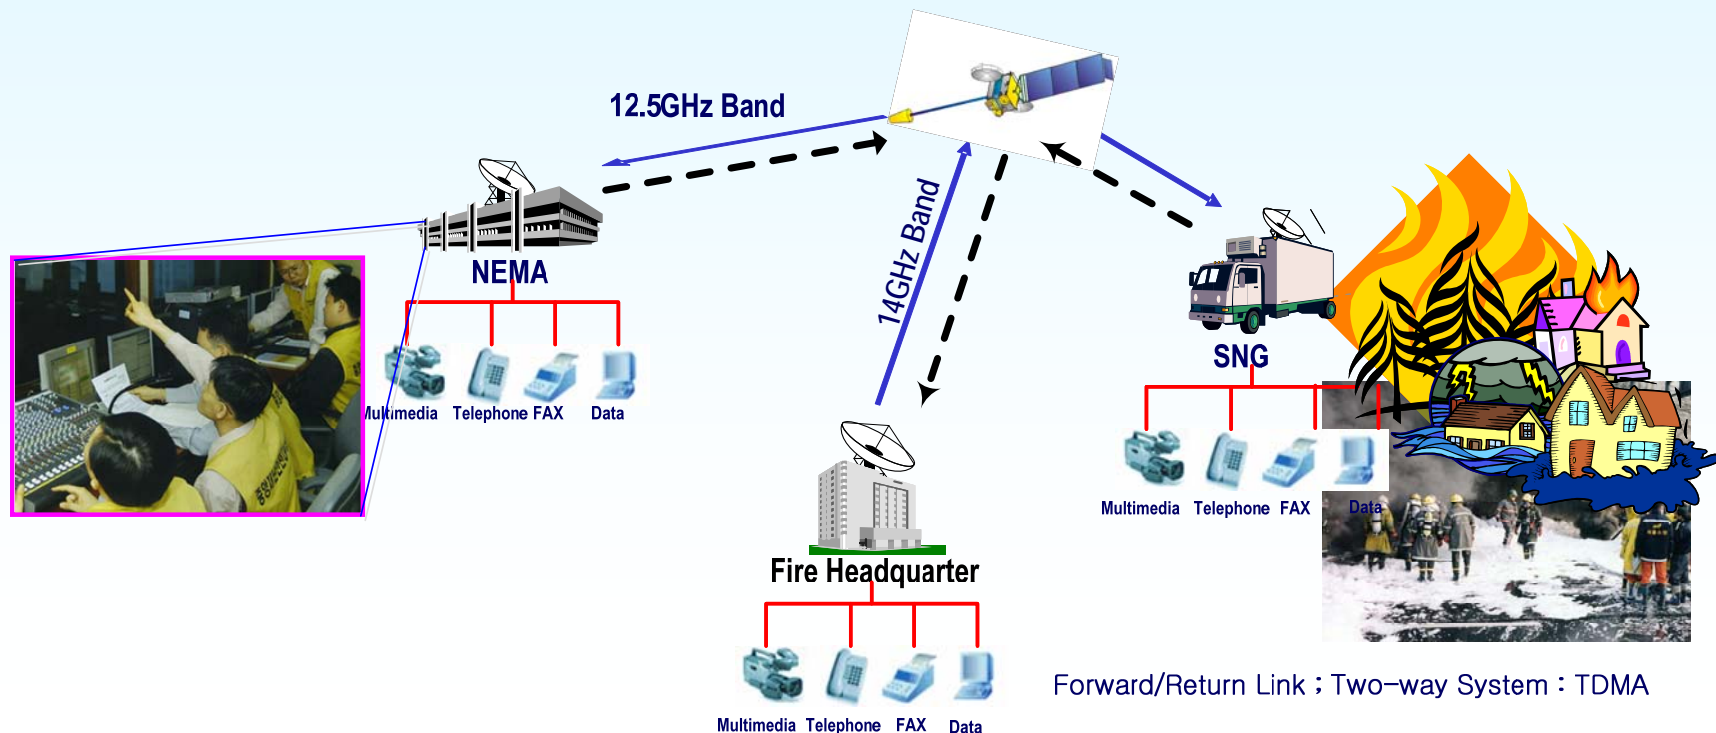 12.5GHz Band
14GHz Band
NEMA
Multimedia Telephone FAX Data
SNG
Multimedia Telephone FAX Data
Fire Headquarter
Multimedia Telephone FAX Data
Forward/Return Link ; Two-way System : TDMA